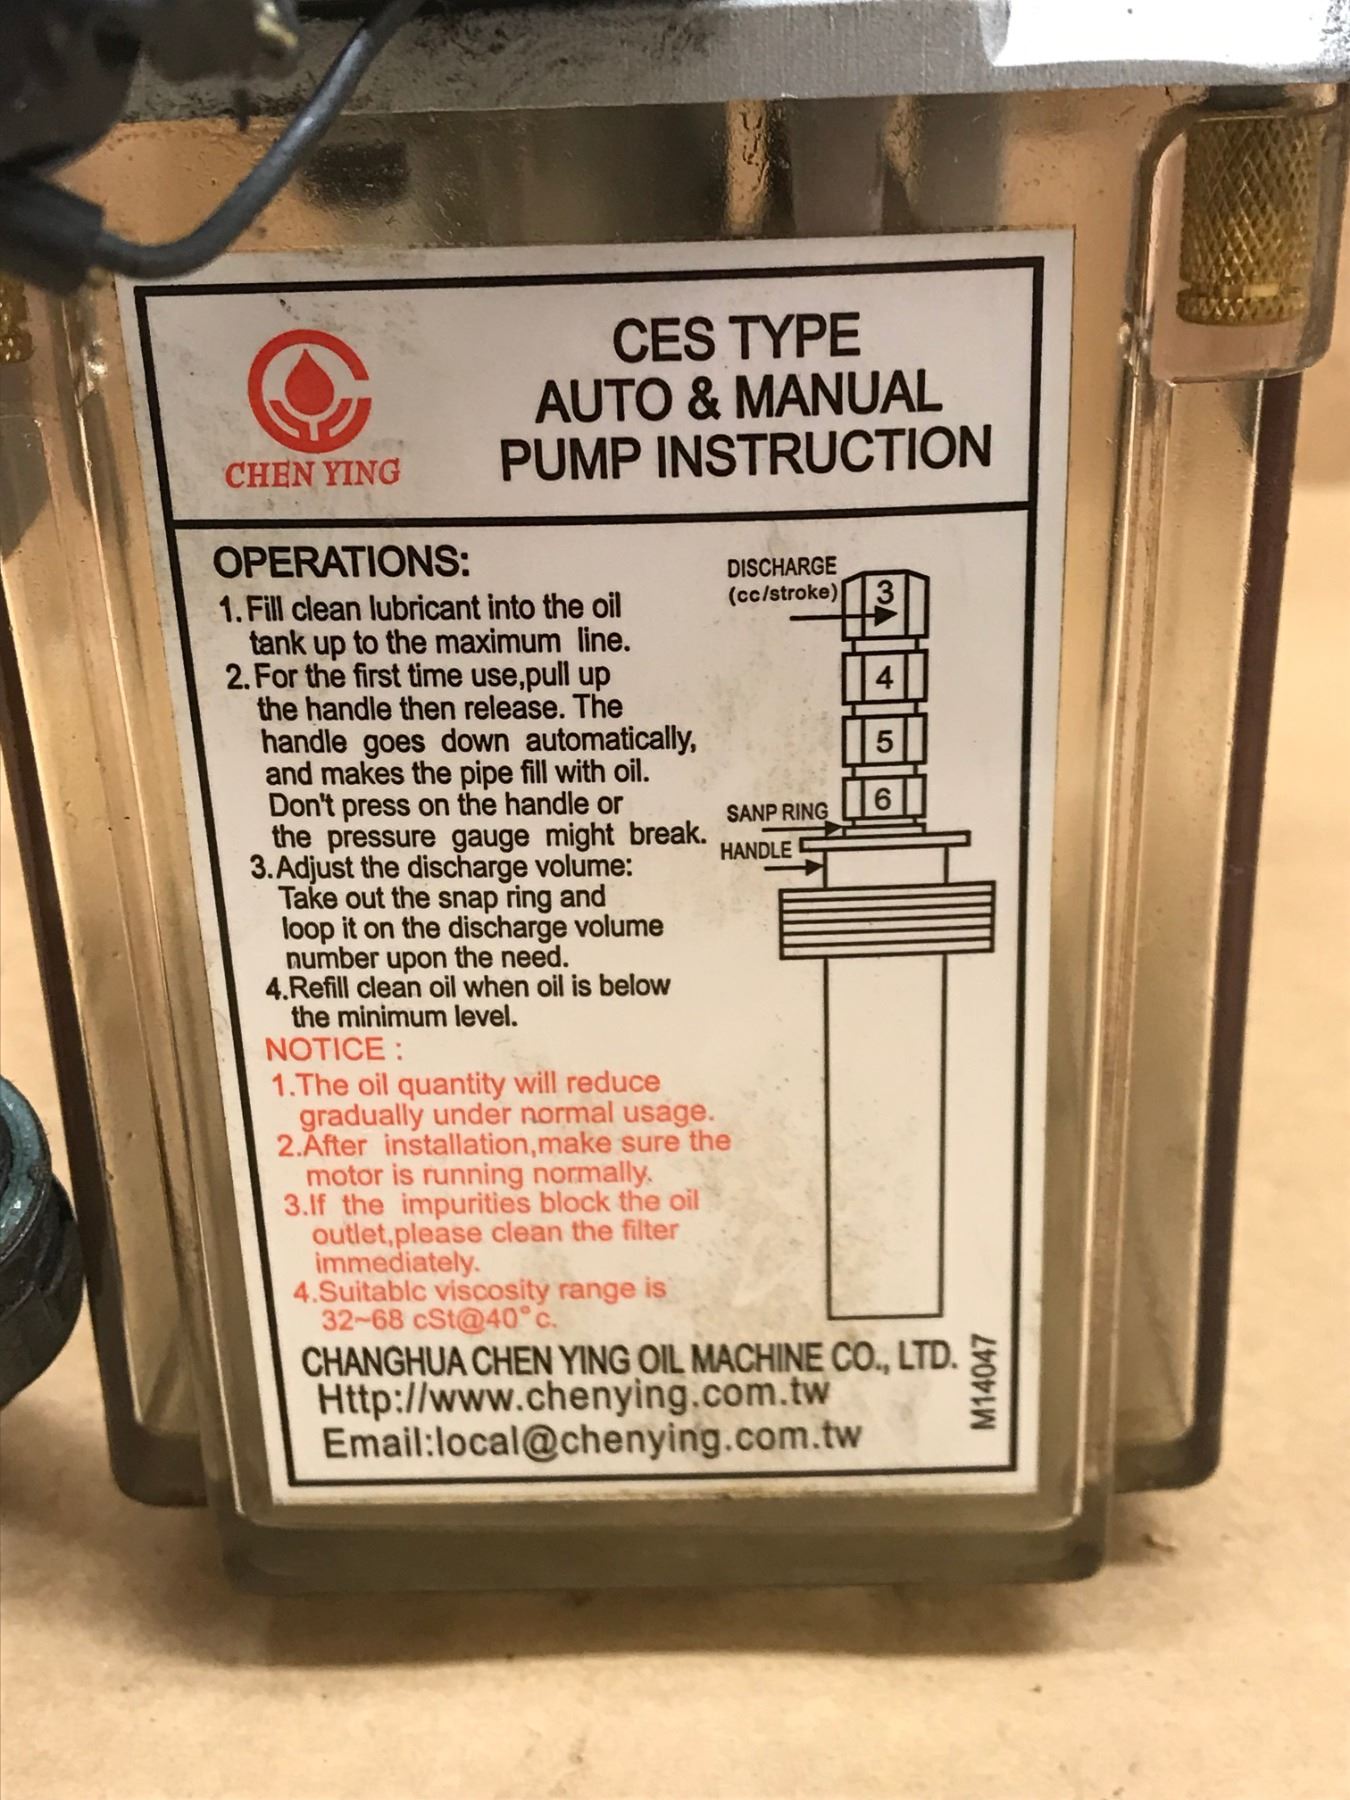 CHEN YING
CES TYPE
AUTO & MANUAL
PUMP INSTRUCTION
OPERATIONS:
1. Fill clean lubricant into the oil
tank up to the maximum line.
2. For the first time use,pull up
the handle then release. The
handle goes down automatically,
and makes the pipe fill with oil.
Don't press on the handle or
the pressure gauge might break.
3. Adjust the discharge volume:
Take out the snap ring and
loop it on the discharge volume
number upon the need.
4.Refill clean oil when oil is below
the minimum level.
DISCHARGE
(cc/stroke)
3
4
5
6
SANP RING
HANDLE
NOTICE :
1.The oil quantity will reduce
gradually under normal usage.
2.After installation,make sure the
motor is running normally.
3.If the impurities block the oil
outlet,please clean the filter
immediately.
4.Suitablc viscosity range is
32~68 cSt@40°c.
CHANGHUA CHEN YING OIL MACHINE CO., LTD.
Http://www.chenying.com.tw
Email:local@chenying.com.tw
M14047